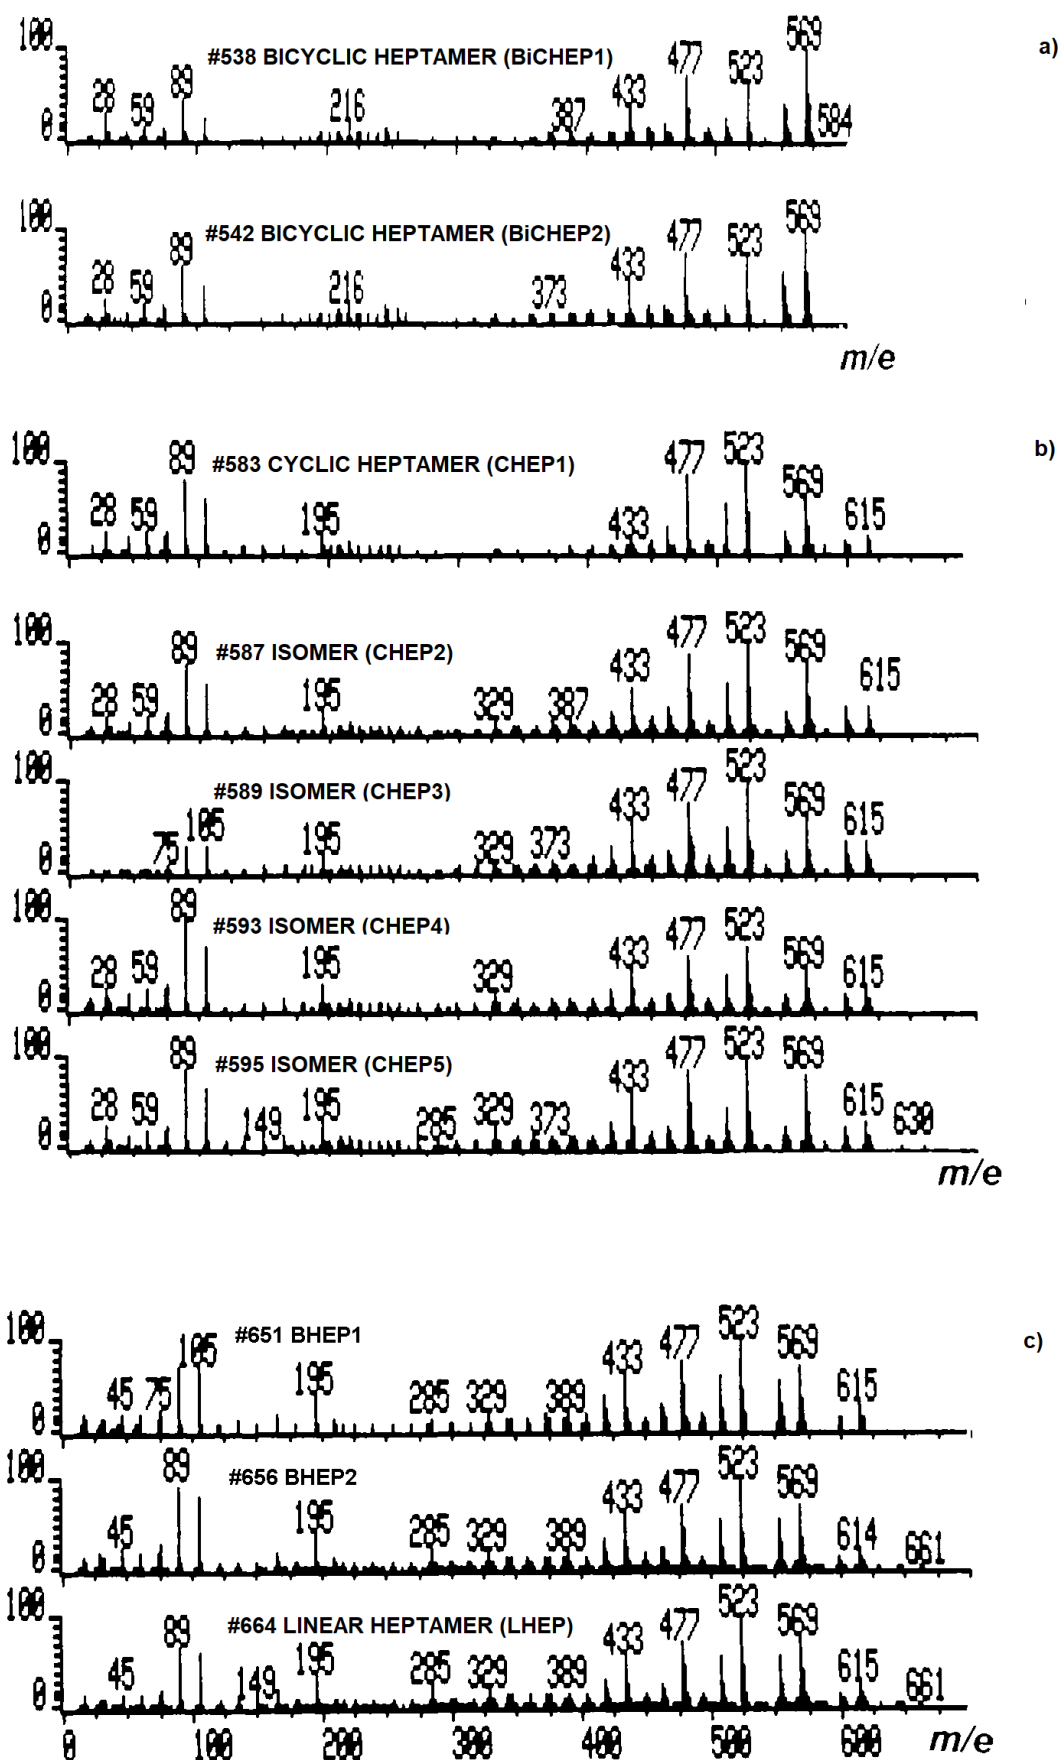 a)
100
0
#538 BICYCLIC HEPTAMER (BiCHEP1)
28 59 89 216 387 433 477 523 569 584
100
0
#542 BICYCLIC HEPTAMER (BiCHEP2)
28 59 89 216 373 433 477 523 569
m/e
b)
100
0
#583 CYCLIC HEPTAMER (CHEP1)
28 59 89 195 433 477 523 569 615
100
0
#587 ISOMER (CHEP2)
28 59 89 195 329 387 433 477 523 569 615
100
0
#589 ISOMER (CHEP3)
75 105 195 329 373 433 477 523 569 615
100
0
#593 ISOMER (CHEP4)
28 59 89 195 329 433 477 523 569 615
100
0
#595 ISOMER (CHEP5)
28 59 89 149 195 285 329 373 433 477 523 569 615 630
m/e
c)
100
0
#651 BHEP1
45 75 105 195 285 329 389 433 477 523 569 615
100
0
#656 BHEP2
45 89 195 285 329 389 433 477 523 569 614 661
100
0
#664 LINEAR HEPTAMER (LHEP)
45 89 149 195 285 329 389 433 477 523 569 615 661
0 100 200 300 400 500 600 m/e